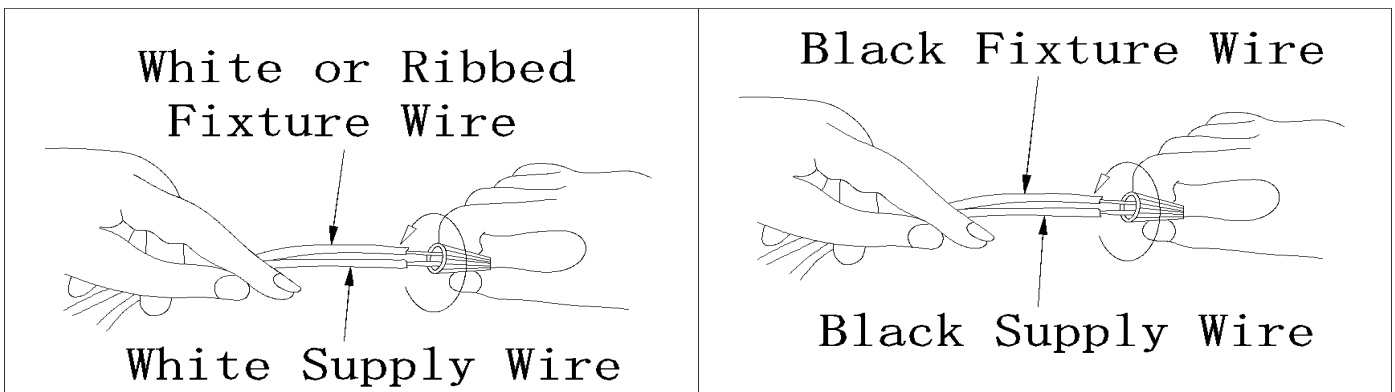 White or Ribbed
Fixture Wire
White Supply Wire
Black Fixture Wire
Black Supply Wire